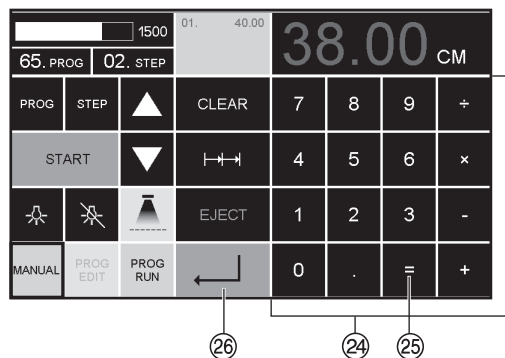 1500
01. 40.00
38.00 CM
65. PROG 02. STEP
PROG STEP CLEAR 7 8 9 ÷
START 4 5 6 ×
EJECT 1 2 3 -
MANUAL PROG EDIT PROG RUN 0 . = +
26 24 25